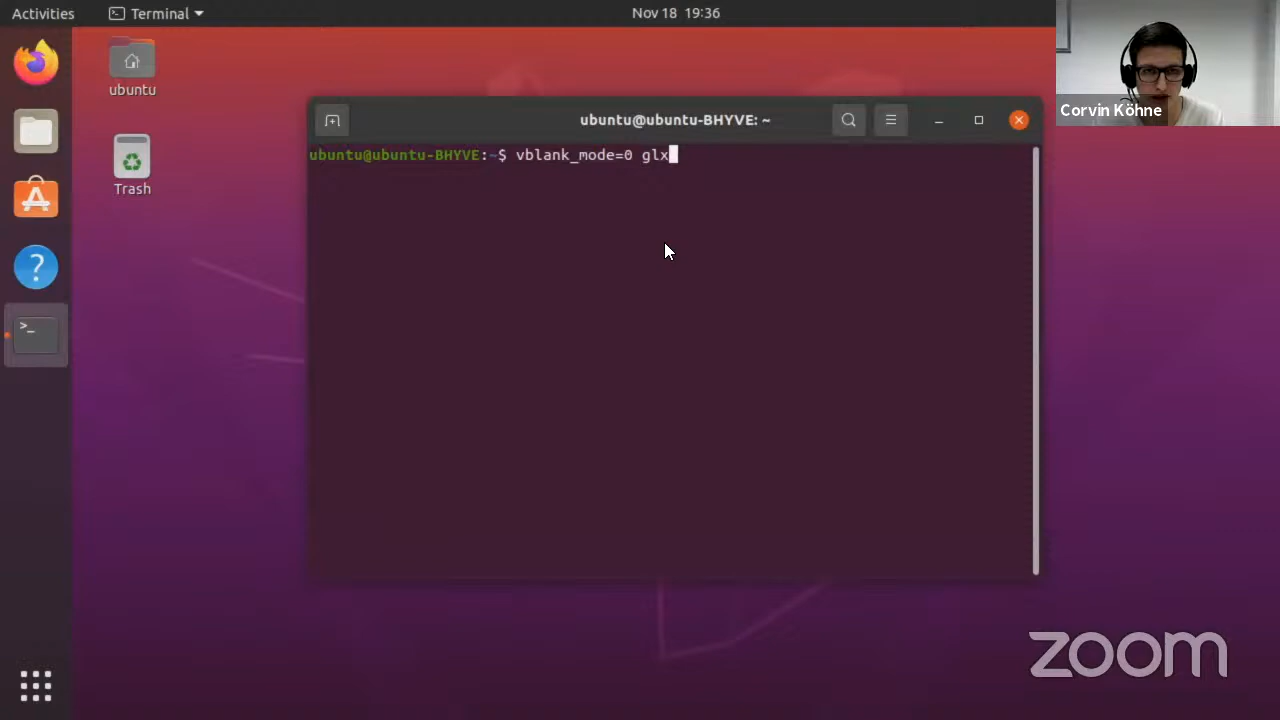 Activities
Terminal
Nov 18 19:36
ubuntu
Trash
ubuntu@ubuntu-BHYVE: ~
ubuntu@ubuntu-BHYVE:~$ vblank_mode=0 glx
>_
?
Corvin Köhne
zoom